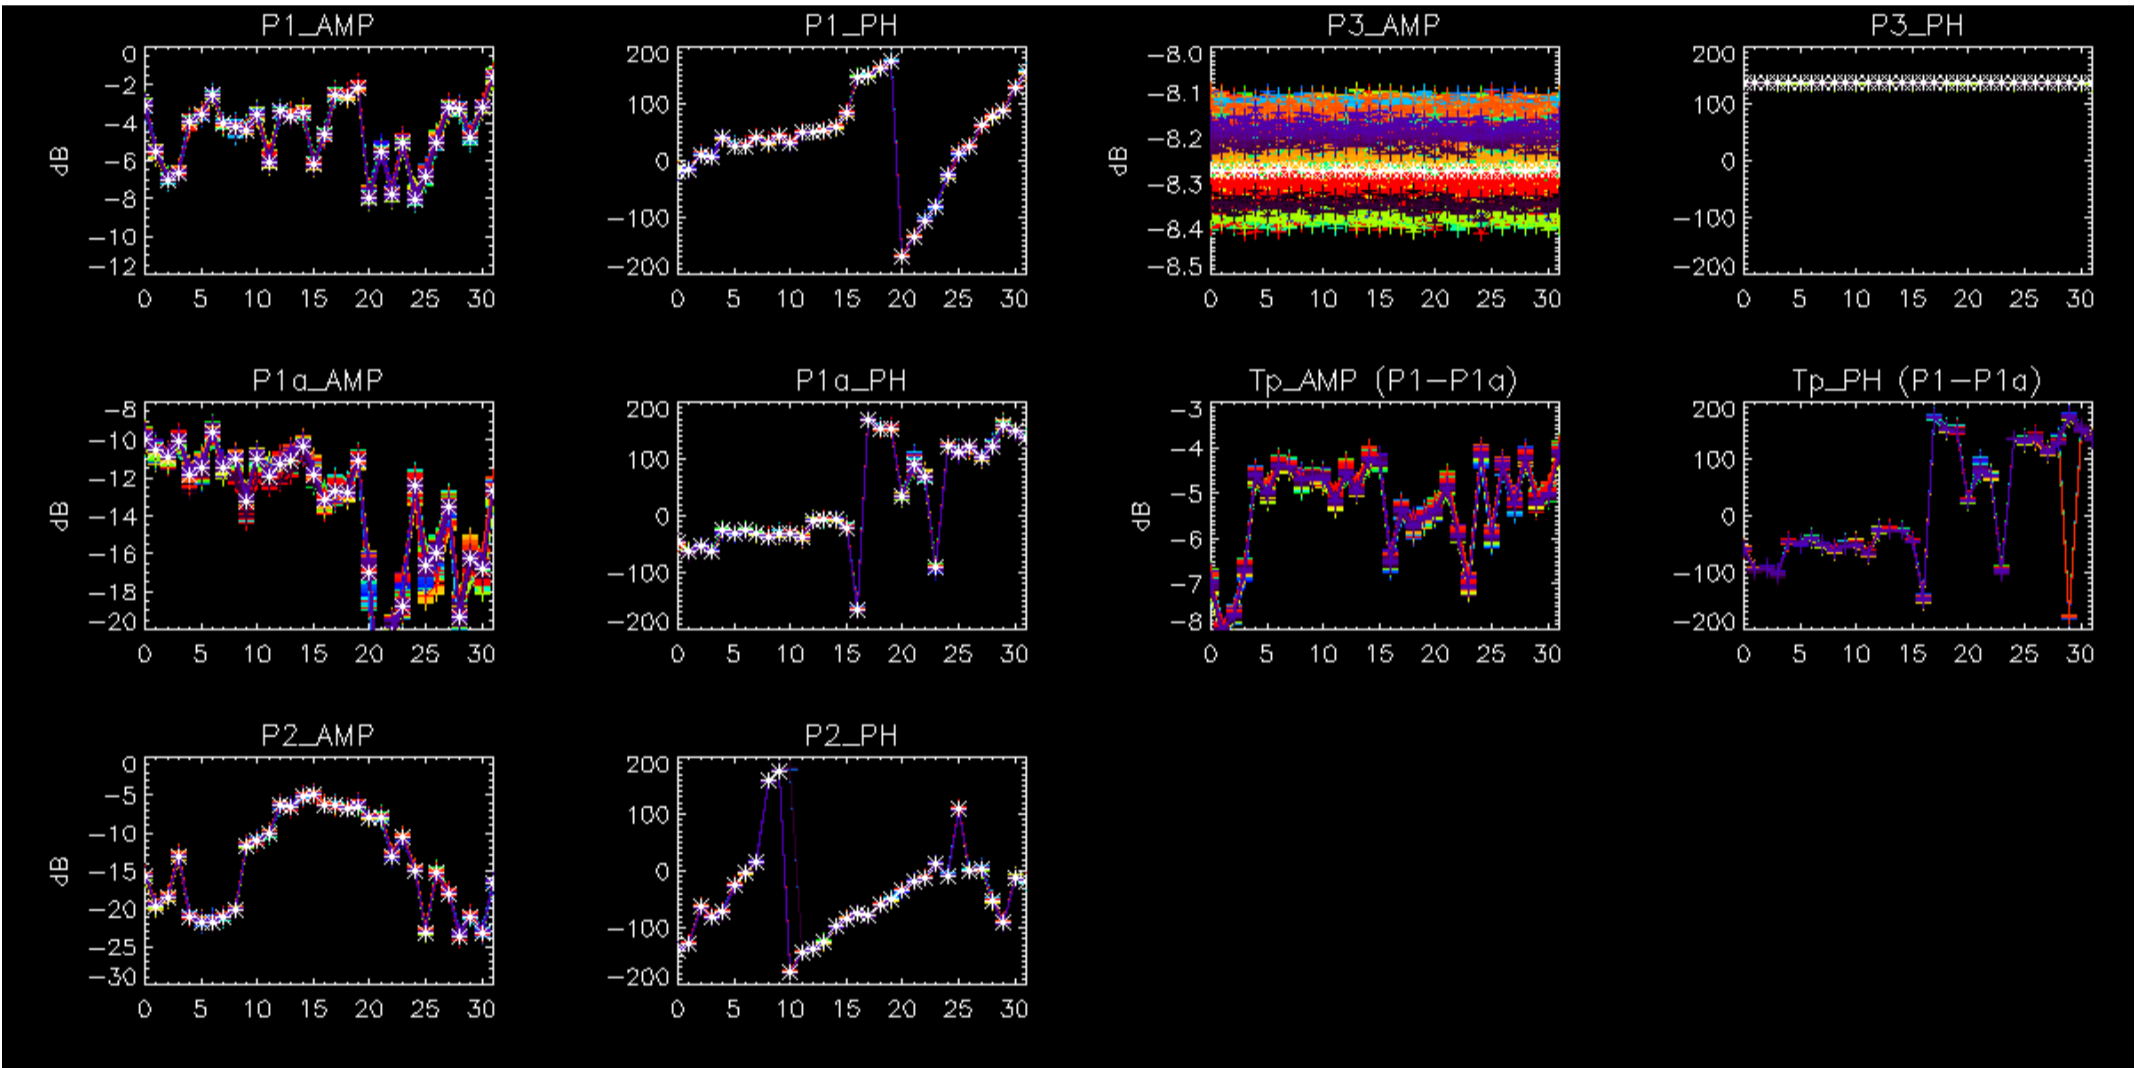 P1_AMP
dB
0
−2
−4
−6
−8
−10
−12
0 5 10 15 20 25 30
P1_PH
200
100
0
−100
−200
0 5 10 15 20 25 30
P3_AMP
dB
−8.0
−8.1
−8.2
−8.3
−8.4
−8.5
0 5 10 15 20 25 30
P3_PH
200
100
0
−100
−200
0 5 10 15 20 25 30
P1a_AMP
dB
−8
−10
−12
−14
−16
−18
−20
0 5 10 15 20 25 30
P1a_PH
200
100
0
−100
−200
0 5 10 15 20 25 30
Tp_AMP (P1−P1a)
dB
−3
−4
−5
−6
−7
−8
0 5 10 15 20 25 30
Tp_PH (P1−P1a)
200
100
0
−100
−200
0 5 10 15 20 25 30
P2_AMP
dB
0
−5
−10
−15
−20
−25
−30
0 5 10 15 20 25 30
P2_PH
200
100
0
−100
−200
0 5 10 15 20 25 30